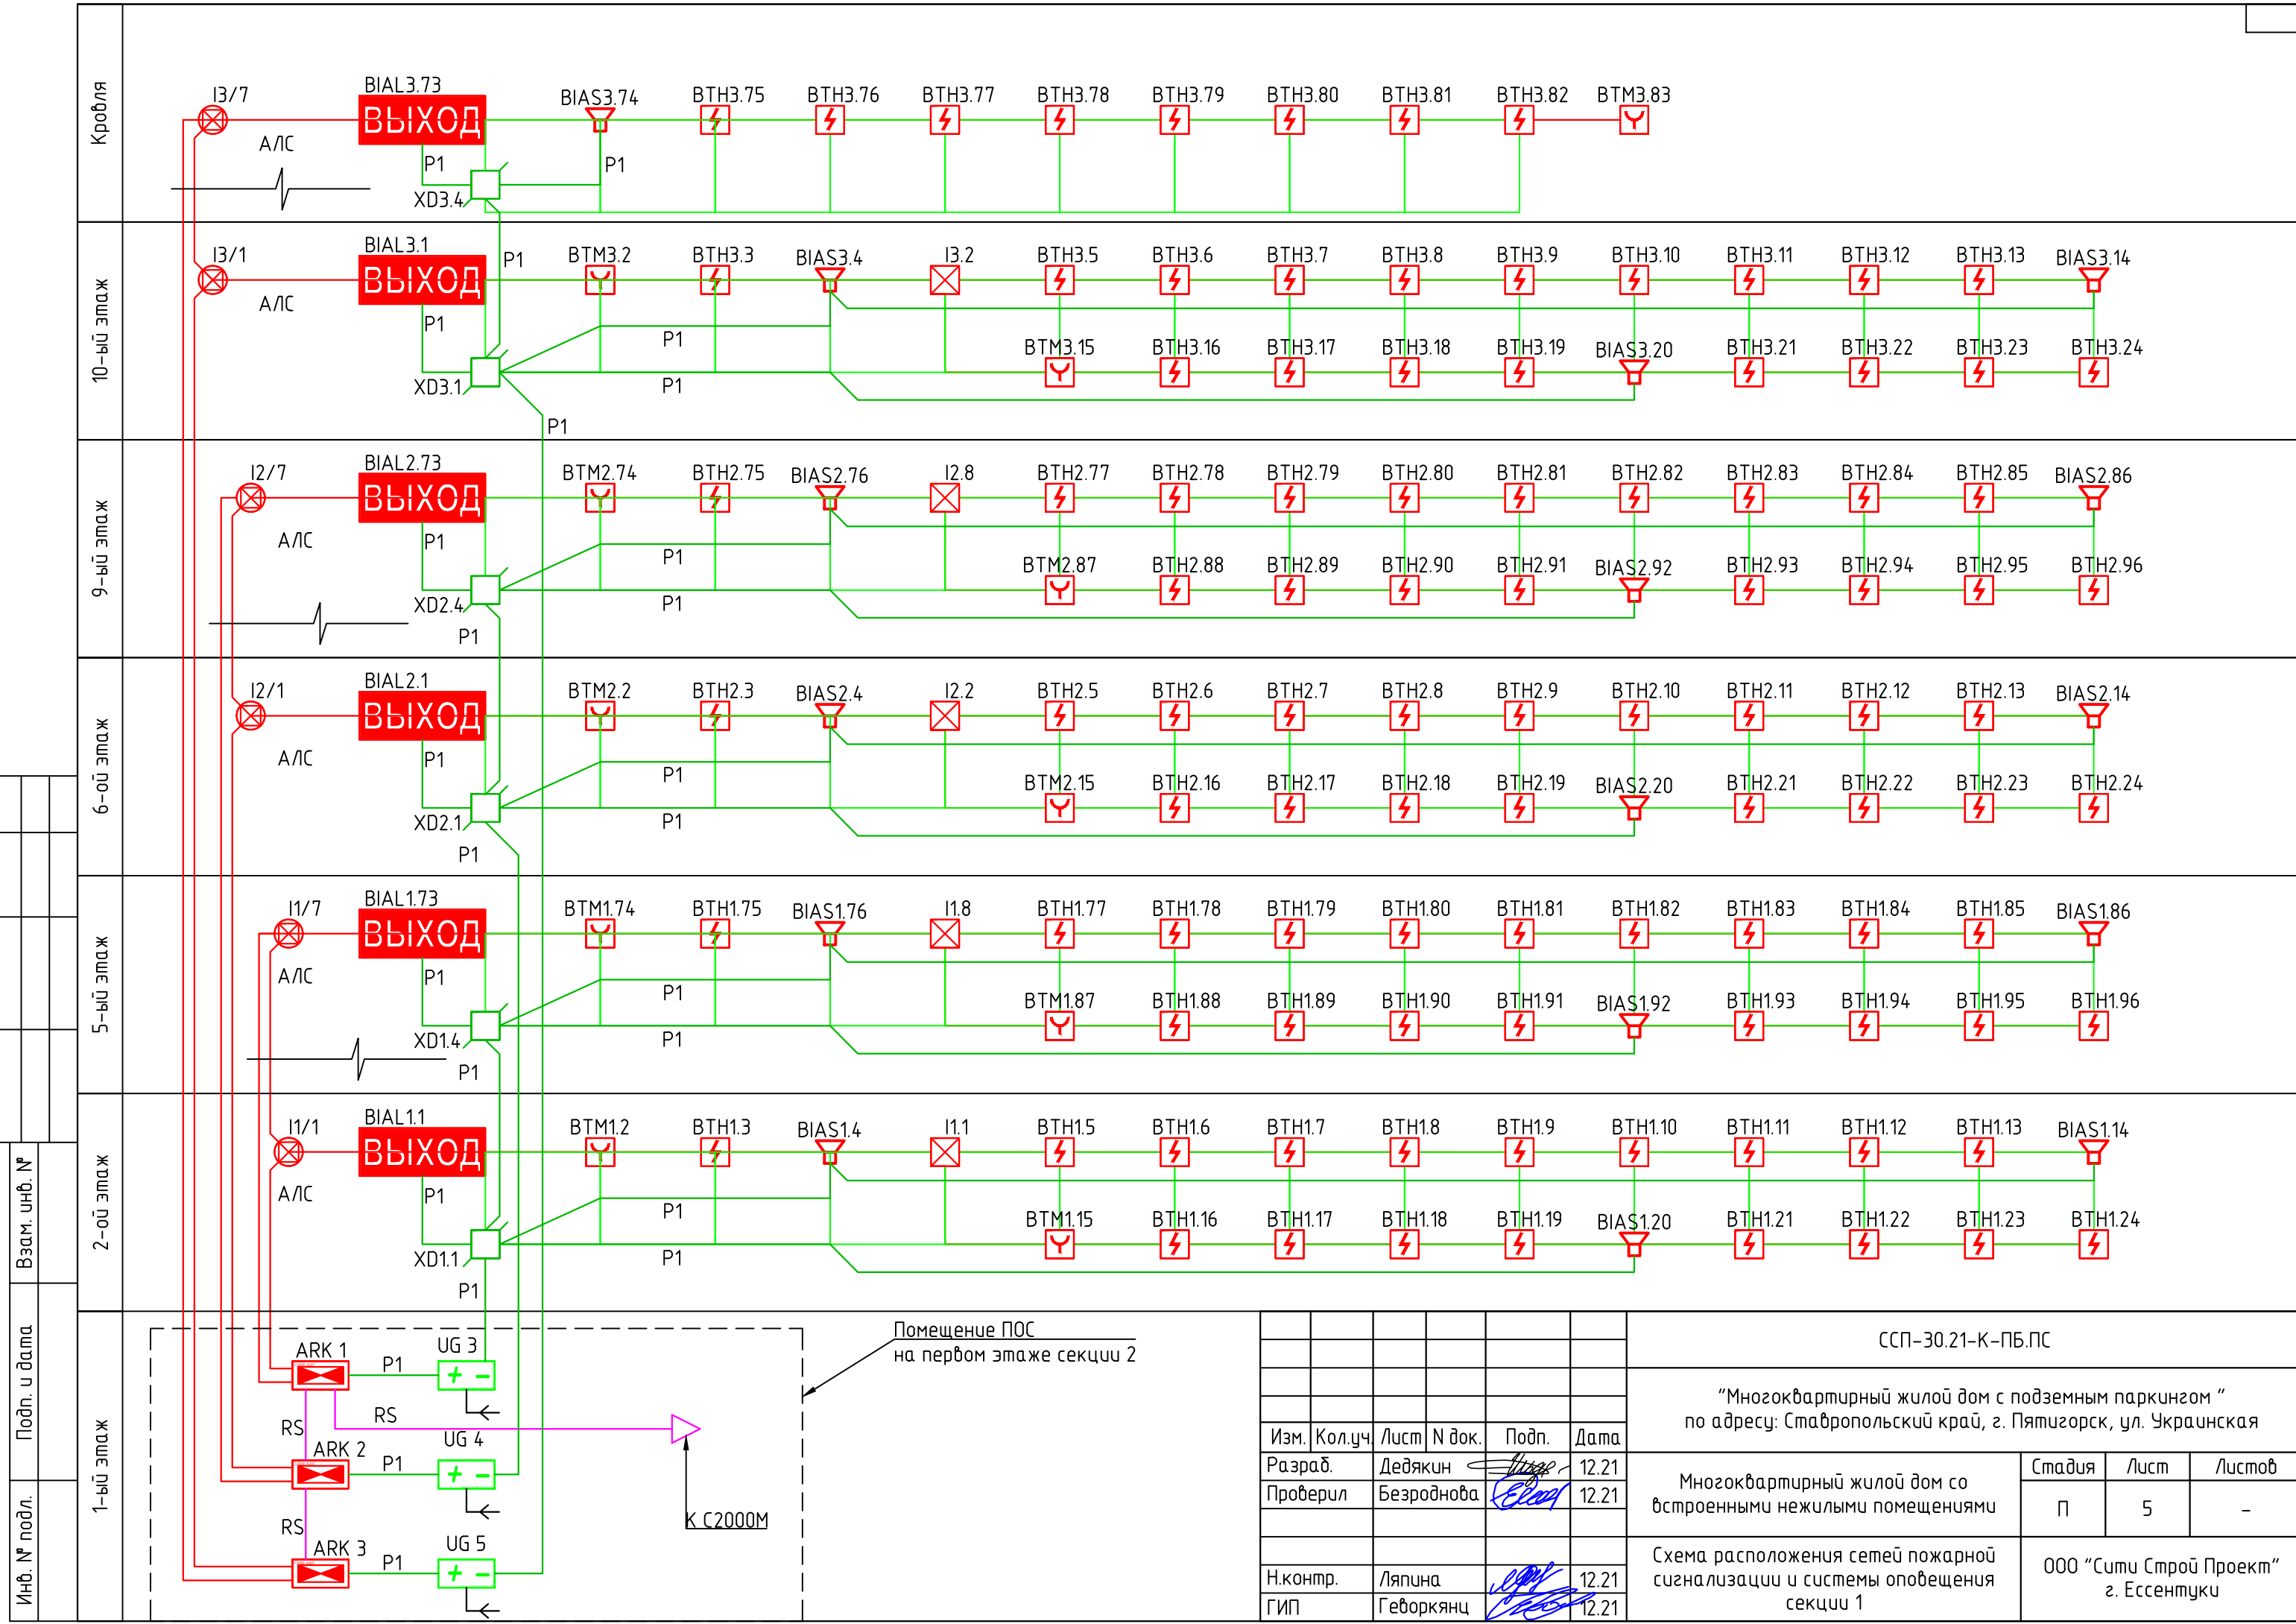 Кровля
I3/7
BIAL3.73
ВЫХОД
BIAS3.74
BTH3.75
BTH3.76
BTH3.77
BTH3.78
BTH3.79
BTH3.80
BTH3.81
BTH3.82
BTM3.83
АЛС
P1
P1
XD3.4
10-ый этаж
I3/1
BIAL3.1
ВЫХОД
P1
BTM3.2
BTH3.3
BIAS3.4
I3.2
BTH3.5
BTH3.6
BTH3.7
BTH3.8
BTH3.9
BTH3.10
BTH3.11
BTH3.12
BTH3.13
BIAS3.14
АЛС
P1
P1
BTM3.15
BTH3.16
BTH3.17
BTH3.18
BTH3.19
BIAS3.20
BTH3.21
BTH3.22
BTH3.23
BTH3.24
XD3.1
P1
P1
9-ый этаж
I2/7
BIAL2.73
ВЫХОД
BTM2.74
BTH2.75
BIAS2.76
I2.8
BTH2.77
BTH2.78
BTH2.79
BTH2.80
BTH2.81
BTH2.82
BTH2.83
BTH2.84
BTH2.85
BIAS2.86
АЛС
P1
P1
BTM2.87
BTH2.88
BTH2.89
BTH2.90
BTH2.91
BIAS2.92
BTH2.93
BTH2.94
BTH2.95
BTH2.96
XD2.4
P1
P1
6-ой этаж
I2/1
BIAL2.1
ВЫХОД
BTM2.2
BTH2.3
BIAS2.4
I2.2
BTH2.5
BTH2.6
BTH2.7
BTH2.8
BTH2.9
BTH2.10
BTH2.11
BTH2.12
BTH2.13
BIAS2.14
АЛС
P1
P1
BTM2.15
BTH2.16
BTH2.17
BTH2.18
BTH2.19
BIAS2.20
BTH2.21
BTH2.22
BTH2.23
BTH2.24
XD2.1
P1
P1
5-ый этаж
I1/7
BIAL1.73
ВЫХОД
BTM1.74
BTH1.75
BIAS1.76
I1.8
BTH1.77
BTH1.78
BTH1.79
BTH1.80
BTH1.81
BTH1.82
BTH1.83
BTH1.84
BTH1.85
BIAS1.86
АЛС
P1
P1
BTM1.87
BTH1.88
BTH1.89
BTH1.90
BTH1.91
BIAS1.92
BTH1.93
BTH1.94
BTH1.95
BTH1.96
XD1.4
P1
P1
2-ой этаж
I1/1
BIAL1.1
ВЫХОД
BTM1.2
BTH1.3
BIAS1.4
I1.1
BTH1.5
BTH1.6
BTH1.7
BTH1.8
BTH1.9
BTH1.10
BTH1.11
BTH1.12
BTH1.13
BIAS1.14
АЛС
P1
P1
BTM1.15
BTH1.16
BTH1.17
BTH1.18
BTH1.19
BIAS1.20
BTH1.21
BTH1.22
BTH1.23
BTH1.24
XD1.1
P1
P1
1-ый этаж
ARK 1
P1
UG 3
RS
RS
ARK 2
P1
UG 4
RS
ARK 3
P1
UG 5
К С2000М
Помещение ПОС
на первом этаже секции 2
Взам. инв. №
Подп. и дата
Инв. № подл.
ССП-30.21-К-ПБ.ПС
"Многоквартирный жилой дом с подземным паркингом "
по адресу: Ставропольский край, г. Пятигорск, ул. Украинская
Изм. Кол.уч. Лист N док. Подп. Дата
Разраб. Дедякин 12.21
Проверил Безроднова 12.21
Н.контр. Ляпина 12.21
ГИП Геворкянц 12.21
Многоквартирный жилой дом со
встроенными нежилыми помещениями
Стадия Лист Листов
П 5 -
Схема расположения сетей пожарной
сигнализации и системы оповещения
секции 1
ООО "Сити Строй Проект"
г. Ессентуки